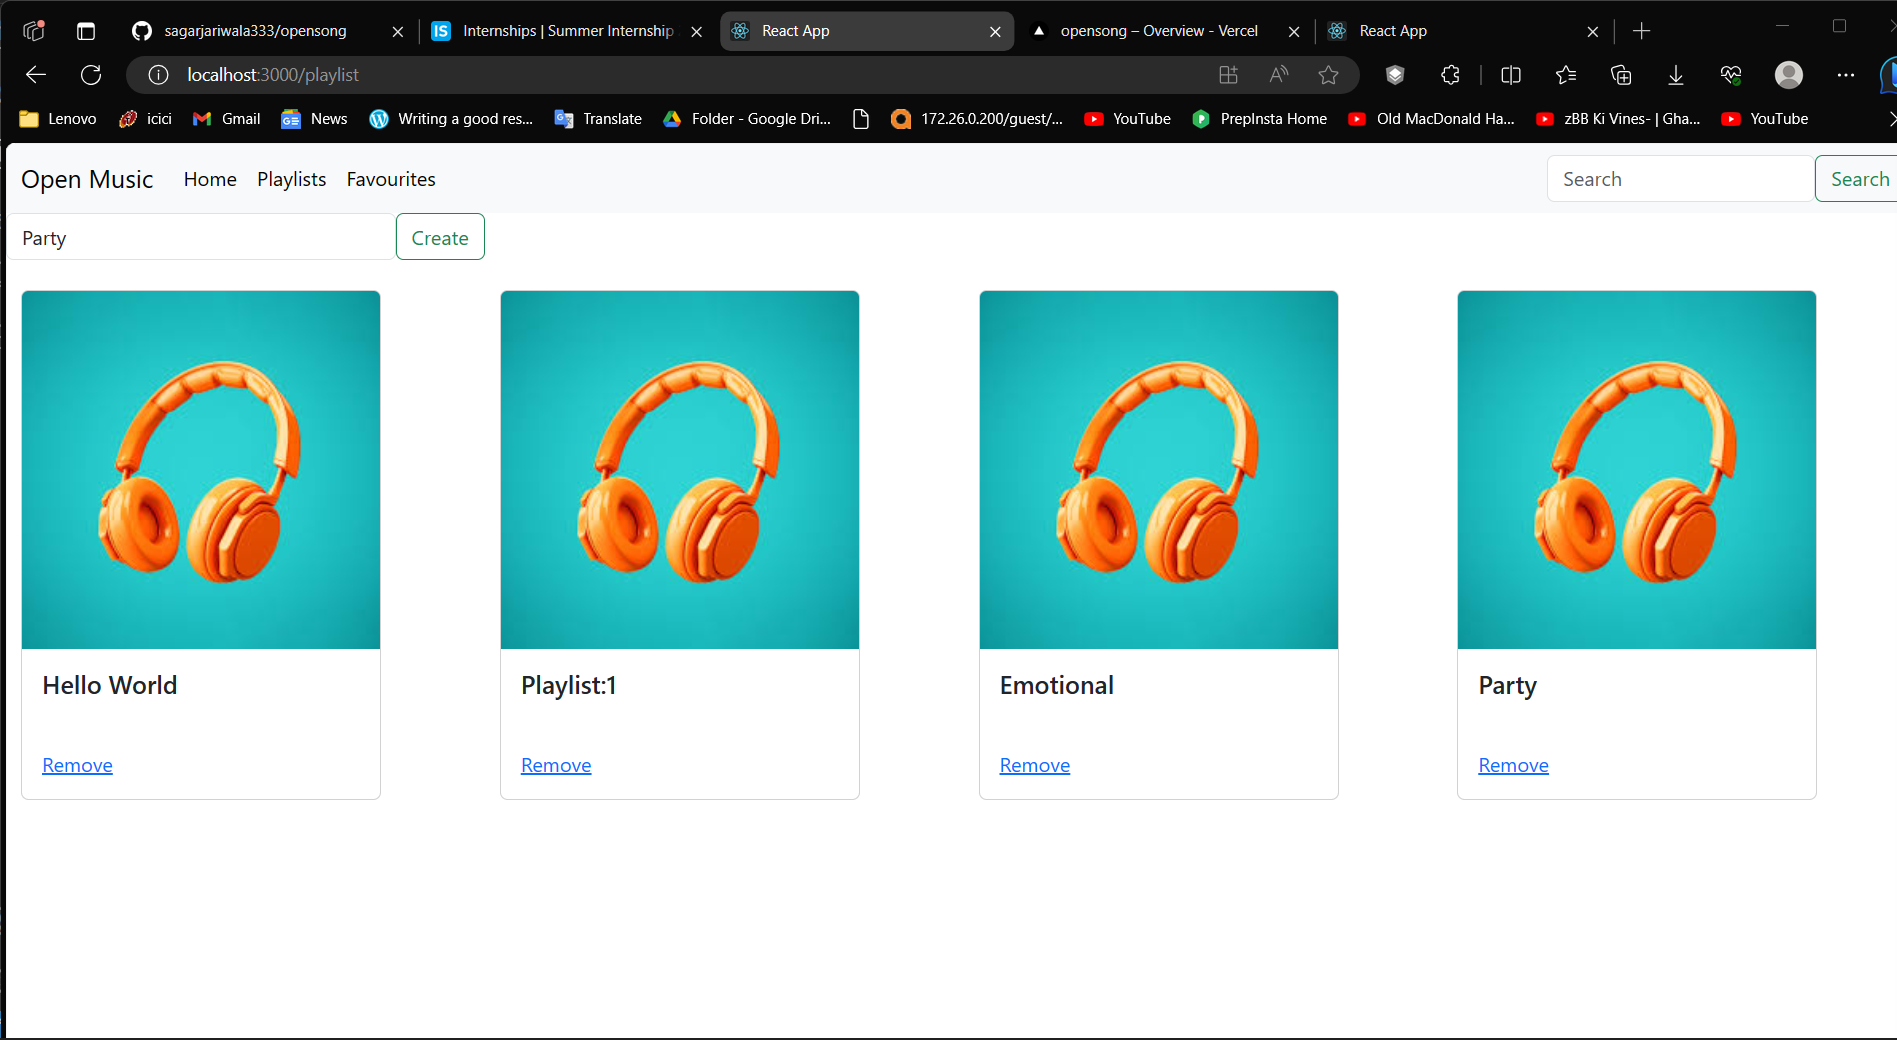 sagarjariwala333/opensong
IS Internships | Summer Internship
React App
opensong – Overview - Vercel
React App
localhost:3000/playlist
Lenovo
icici
Gmail
News
Writing a good res...
Translate
Folder - Google Dri...
172.26.0.200/guest/...
YouTube
PrepInsta Home
Old MacDonald Ha...
zBB Ki Vines- | Gha...
YouTube
Open Music Home Playlists Favourites Search Search
Party Create
Hello World
Remove
Playlist:1
Remove
Emotional
Remove
Party
Remove